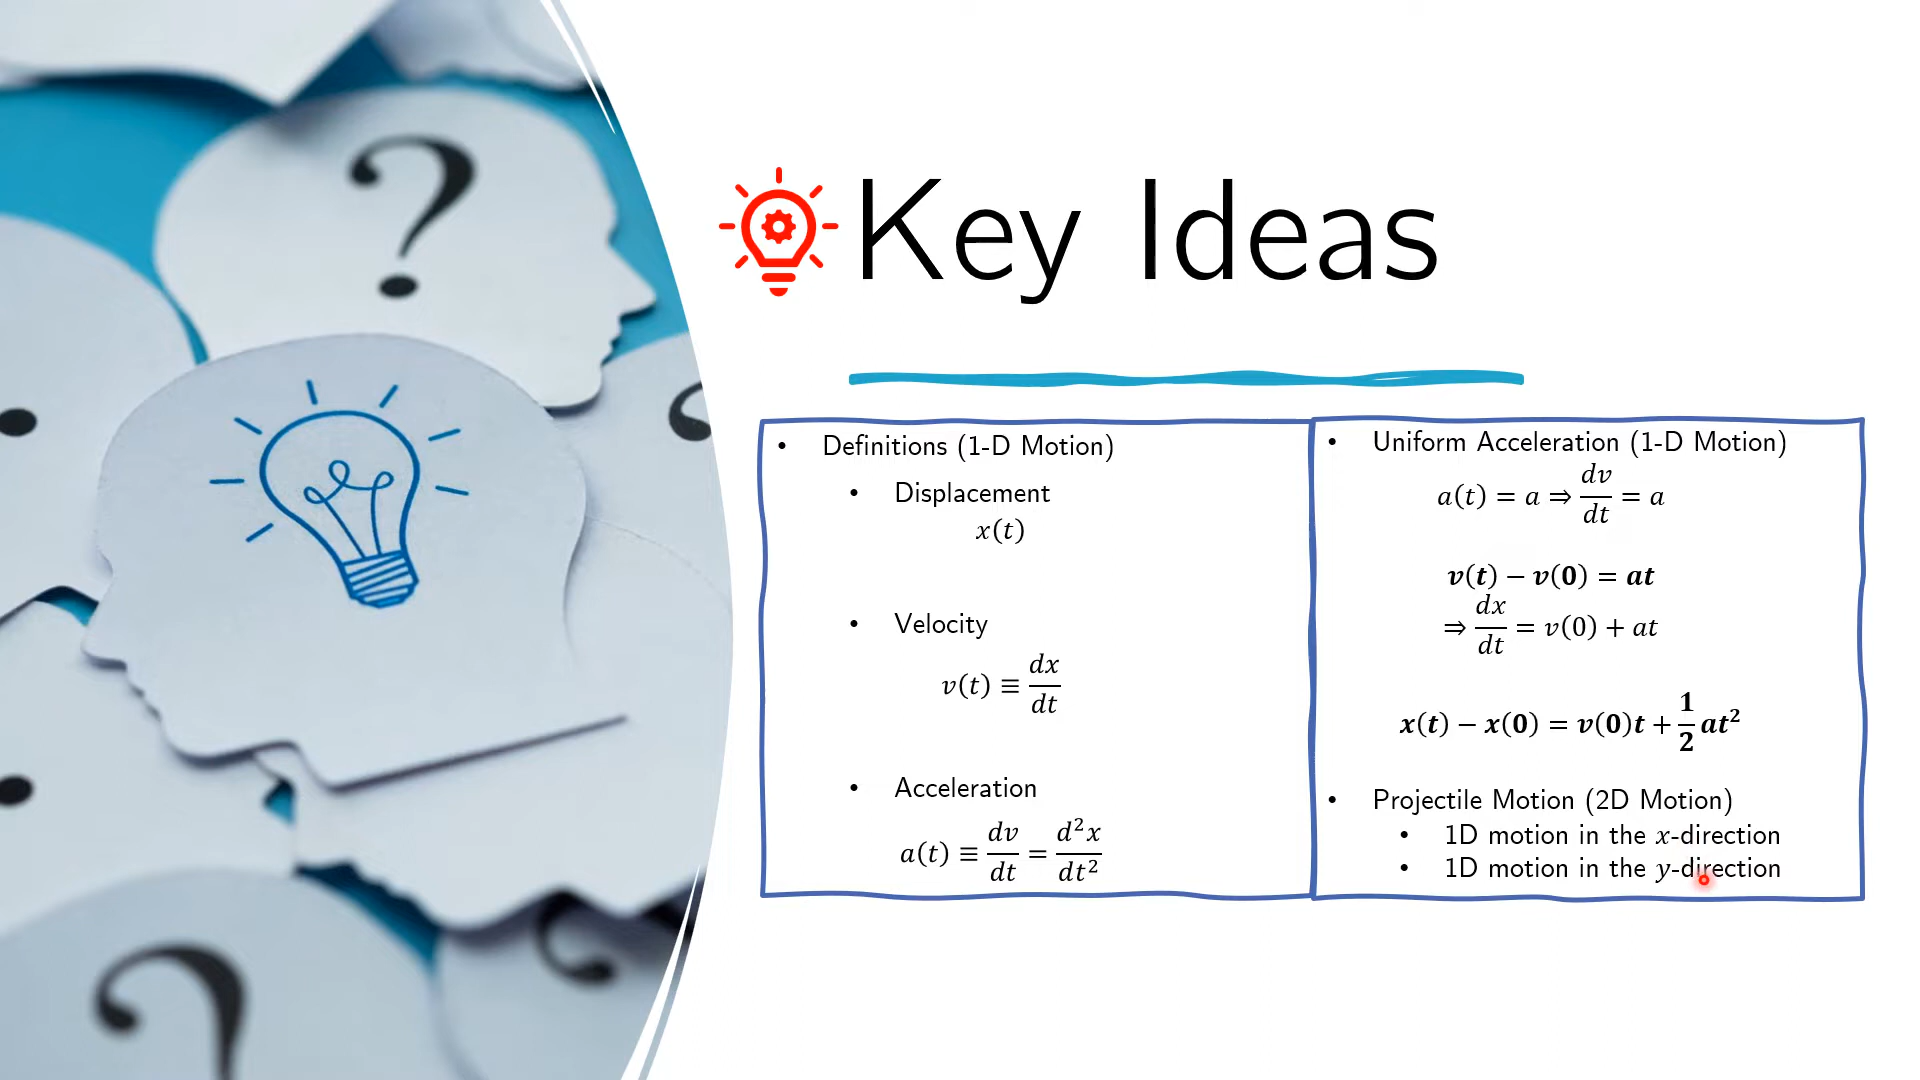 Key Ideas
• Definitions (1-D Motion)
• Displacement
x(t)
• Velocity
v(t) ≡ dx/dt
• Acceleration
a(t) ≡ dv/dt = d²x/dt²
• Uniform Acceleration (1-D Motion)
a(t) = a ⇒ dv/dt = a
v(t) − v(0) = at
⇒ dx/dt = v(0) + at
x(t) − x(0) = v(0)t + 1/2 at²
• Projectile Motion (2D Motion)
• 1D motion in the x-direction
• 1D motion in the y-direction
?
?